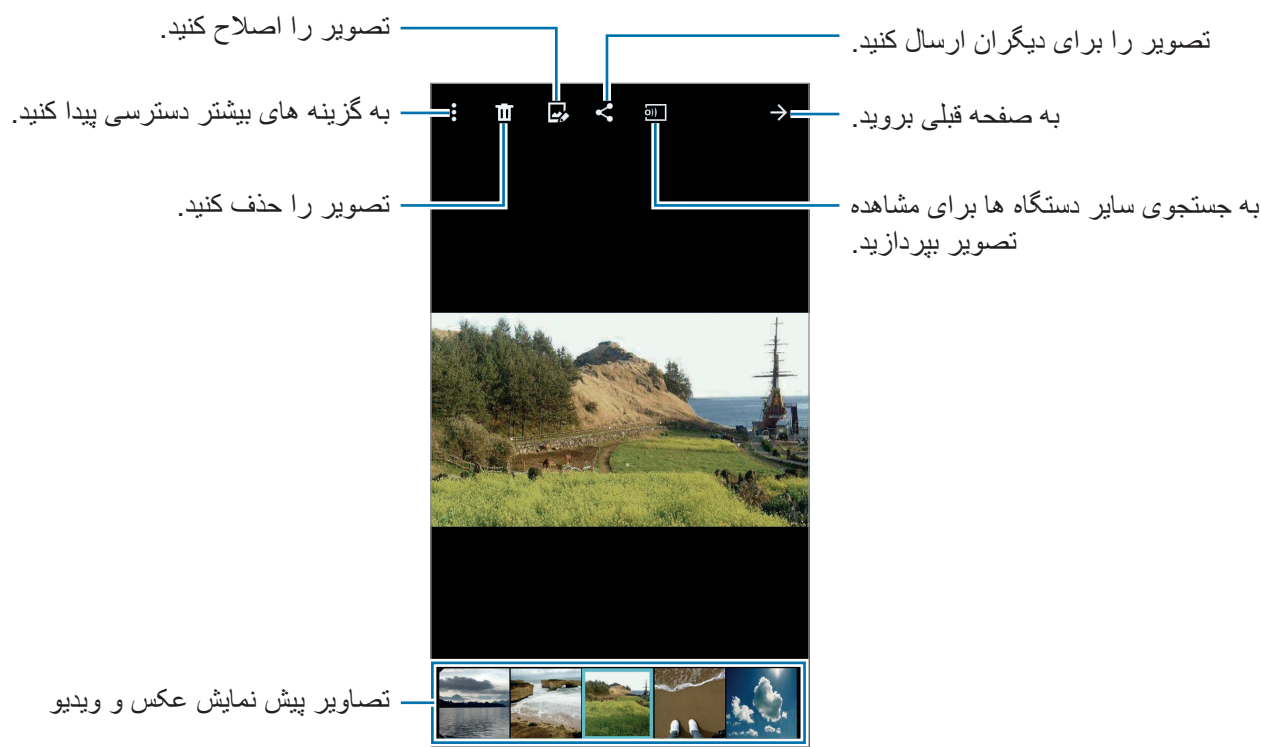 تصویر را برای دیگران ارسال کنید.
به صفحه قبلی بروید.
به جستجوی سایر دستگاه ها برای مشاهده
تصویر بپردازید.
تصویر را اصلاح کنید.
به گزینه های بیشتر دسترسی پیدا کنید.
تصویر را حذف کنید.
تصاویر پیش نمایش عکس و ویدیو